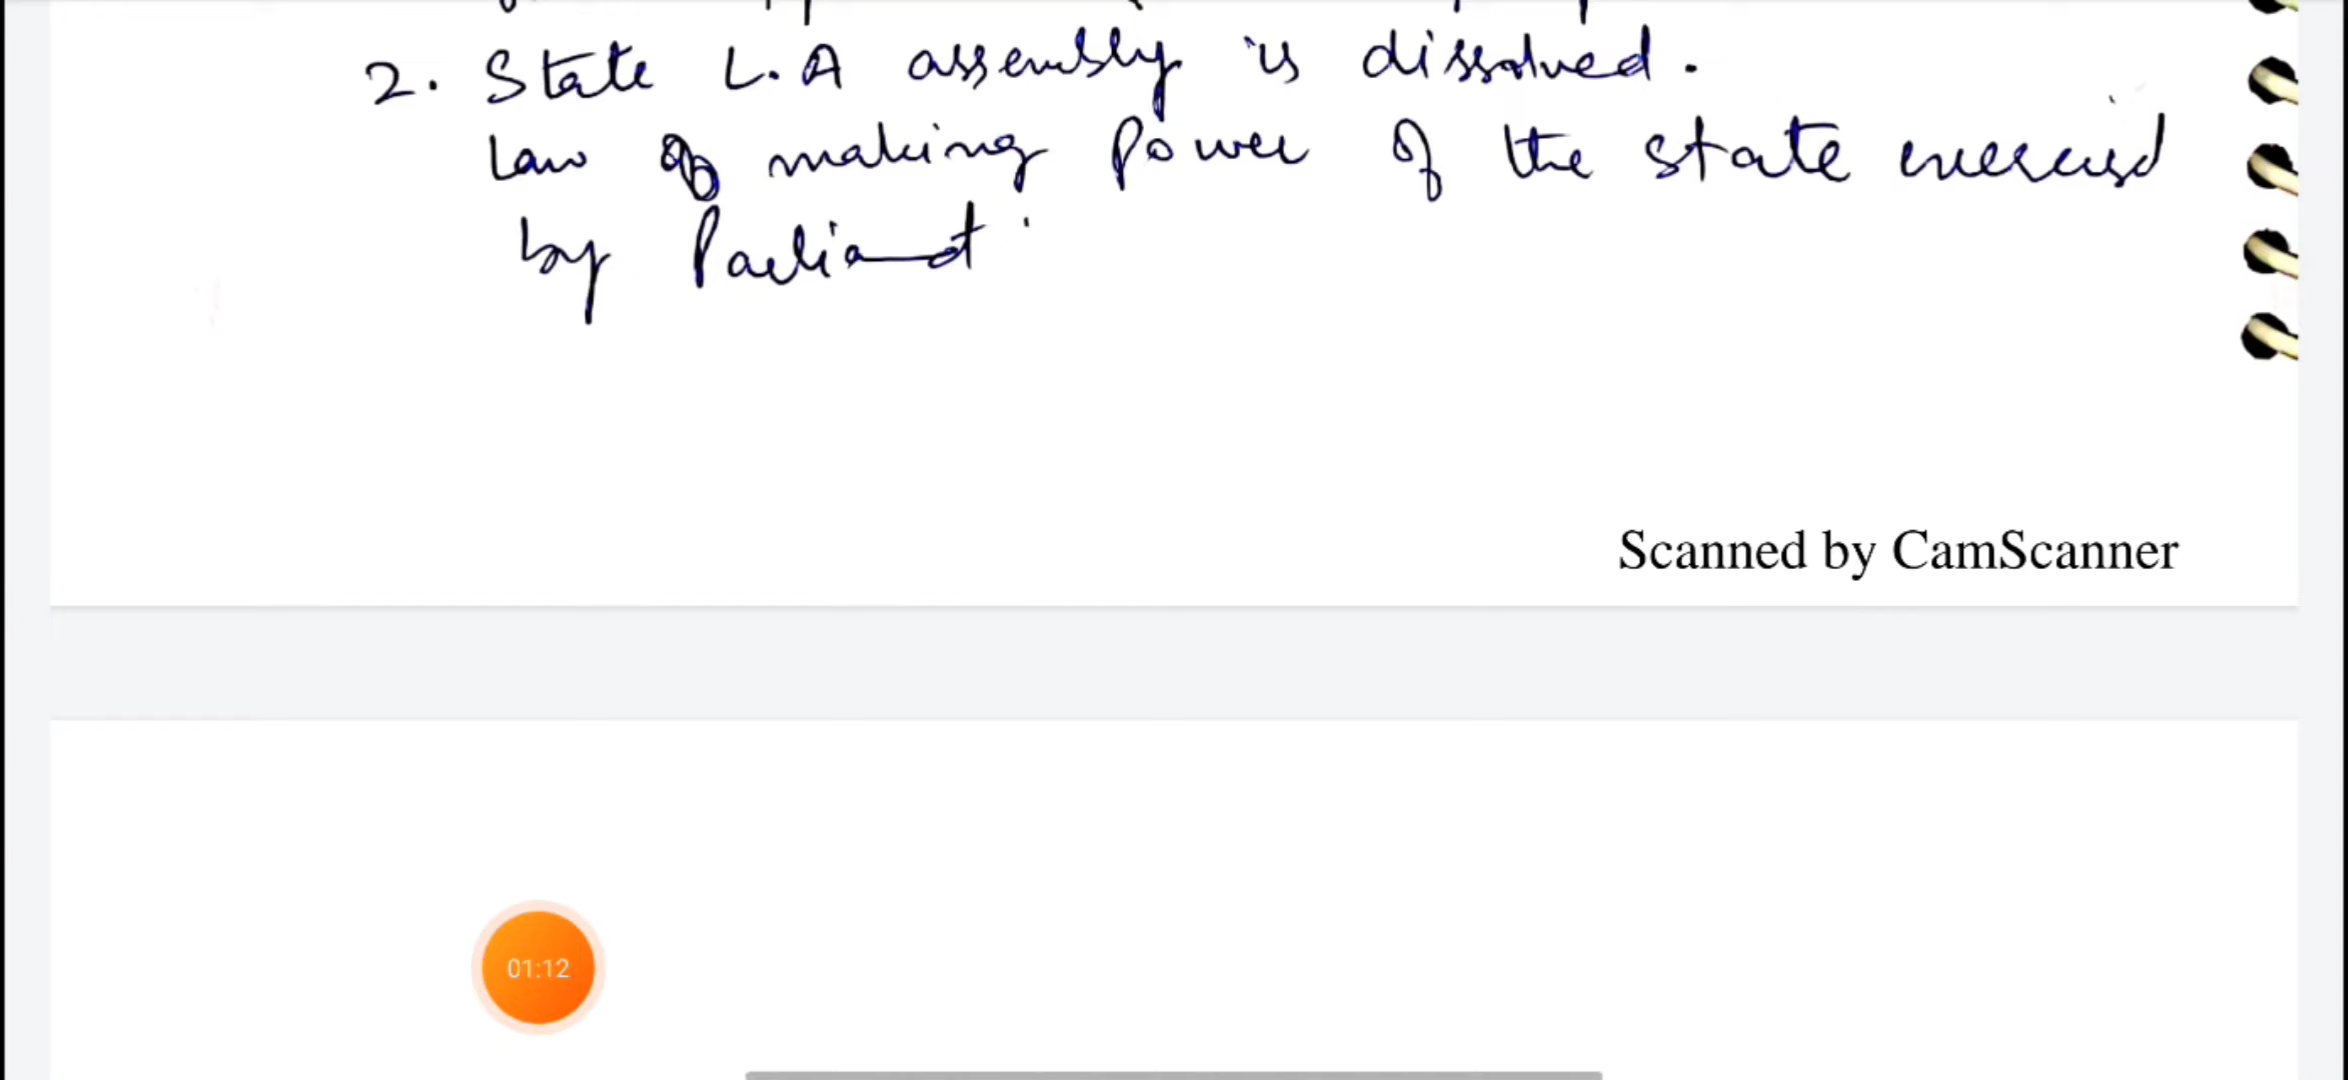 2. State L.A assembly is dissolved.
Law making Power of the state exercised
by Parliament.
Scanned by CamScanner
01:12